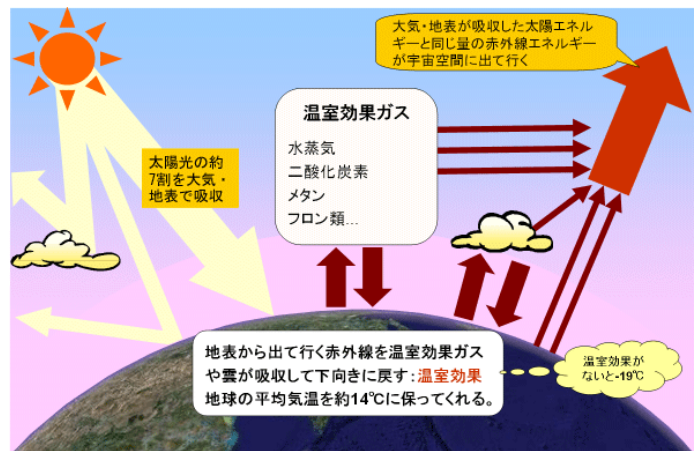 大気・地表が吸収した太陽エネル
ギーと同じ量の赤外線エネルギー
が宇宙空間に出て行く
温室効果ガス
水蒸気
二酸化炭素
メタン
フロン類…
太陽光の約
7割を大気・
地表で吸収
地表から出て行く赤外線を温室効果ガス
や雲が吸収して下向きに戻す:温室効果
地球の平均気温を約14℃に保ってくれる。
温室効果が
ないと-19℃